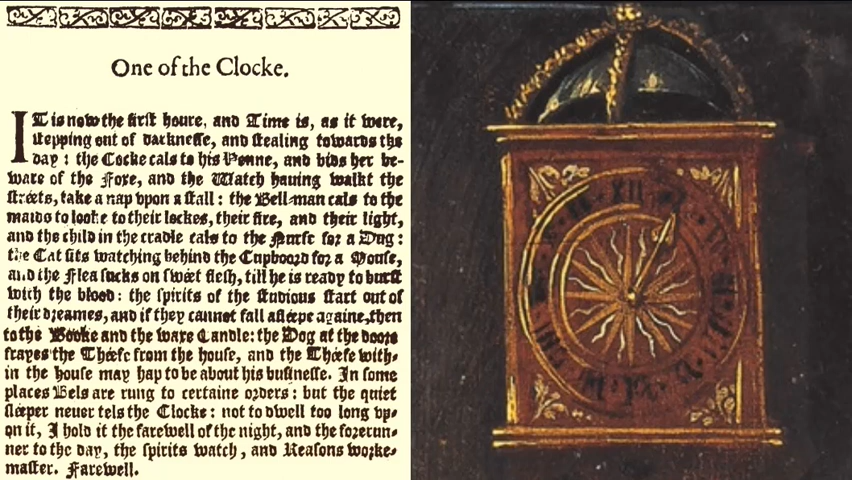 One of the Clocke.
IT is now the first houre, and Time is, as it were,
stepping out of darknesse, and stealing towards the
day : the Cocke cals to his Henne, and bids her be-
ware of the Foxe, and the Watch hauing walkt the
streets, take a nap vpon a stall : the Bell-man cals to the
maids to looke to their lockes, their fire, and their light,
and the child in the cradle cals to the Nurse for a Dug :
the Cat sits watching behind the Cupboord for a Mouse,
and the Flea sucks on sweet flesh, till he is ready to burst
with the blood : the spirits of the studious start out of
their dreames, and if they cannot fall asleepe againe, then
to the Booke and the waxe Candle: the Dog at the doore
frayes the Theefe from the house, and the Theefe with-
in the house may hap to be about his businesse. In some
places Bels are rung to certaine orders : but the quiet
sleeper neuer tels the Clocke : not to dwell too long vp-
on it, I hold it the farewell of the night, and the forerun-
ner to the day, the spirits watch, and Reasons worke-
master. Farewell.
XII